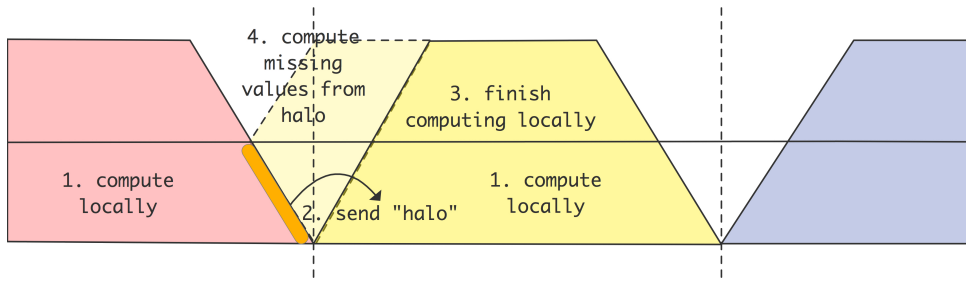 4. compute
missing
values from
halo
3. finish
computing locally
1. compute
locally
2. send "halo"
1. compute
locally